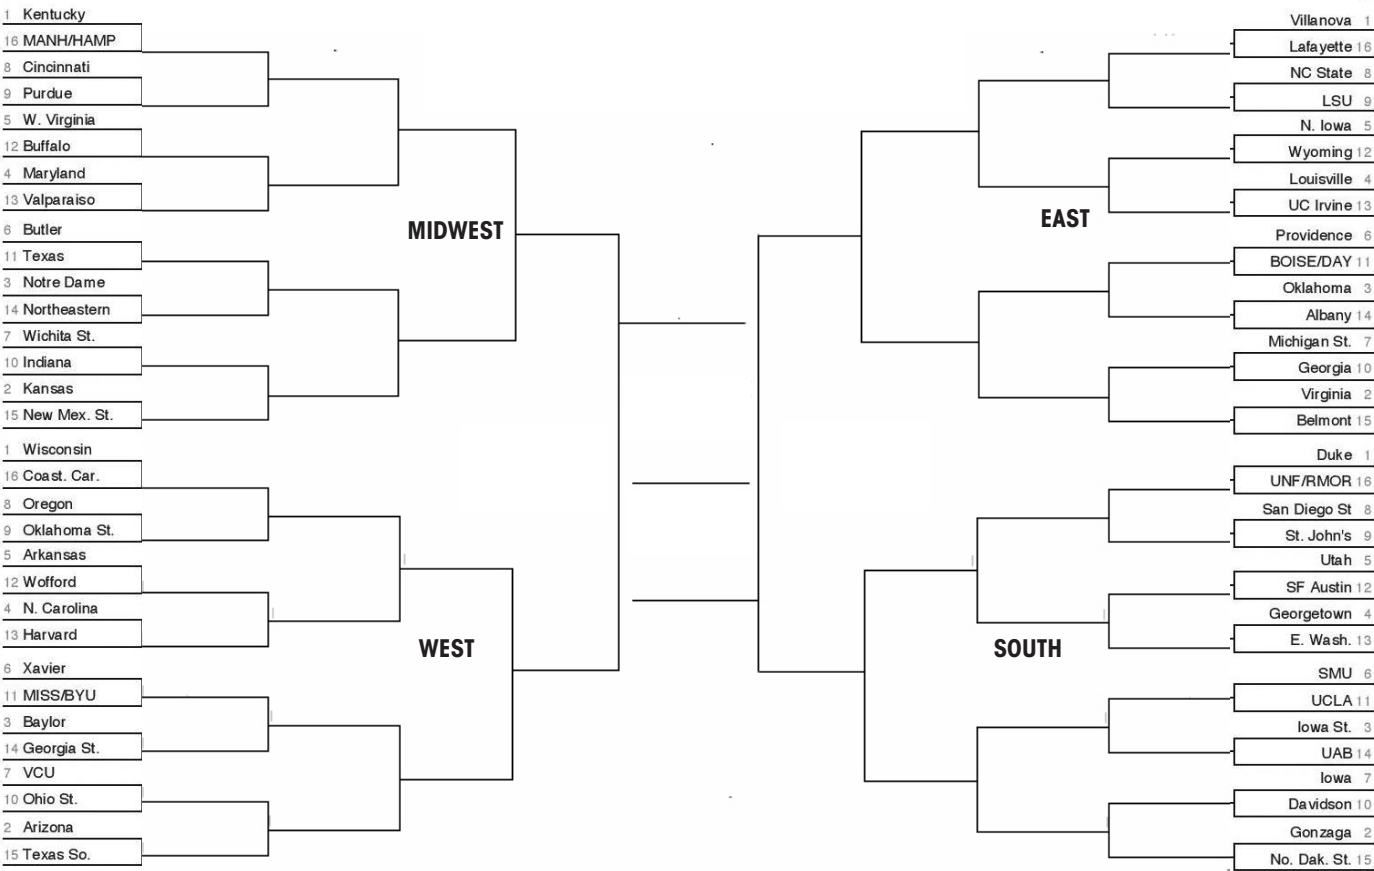 1 Kentucky
16 MANH/HAMP
8 Cincinnati
9 Purdue
5 W. Virginia
12 Buffalo
4 Maryland
13 Valparaiso
6 Butler
11 Texas
3 Notre Dame
14 Northeastern
7 Wichita St.
10 Indiana
2 Kansas
15 New Mex. St.
MIDWEST
1 Wisconsin
16 Coast. Car.
8 Oregon
9 Oklahoma St.
5 Arkansas
12 Wofford
4 N. Carolina
13 Harvard
6 Xavier
11 MISS/BYU
3 Baylor
14 Georgia St.
7 VCU
10 Ohio St.
2 Arizona
15 Texas So.
WEST
Villanova 1
Lafayette 16
NC State 8
LSU 9
N. Iowa 5
Wyoming 12
Louisville 4
UC Irvine 13
Providence 6
BOISE/DAY 11
Oklahoma 3
Albany 14
Michigan St. 7
Georgia 10
Virginia 2
Belmont 15
EAST
Duke 1
UNF/RMOR 16
San Diego St 8
St. John's 9
Utah 5
SF Austin 12
Georgetown 4
E. Wash. 13
SMU 6
UCLA 11
Iowa St. 3
UAB 14
Iowa 7
Davidson 10
Gonzaga 2
No. Dak. St. 15
SOUTH